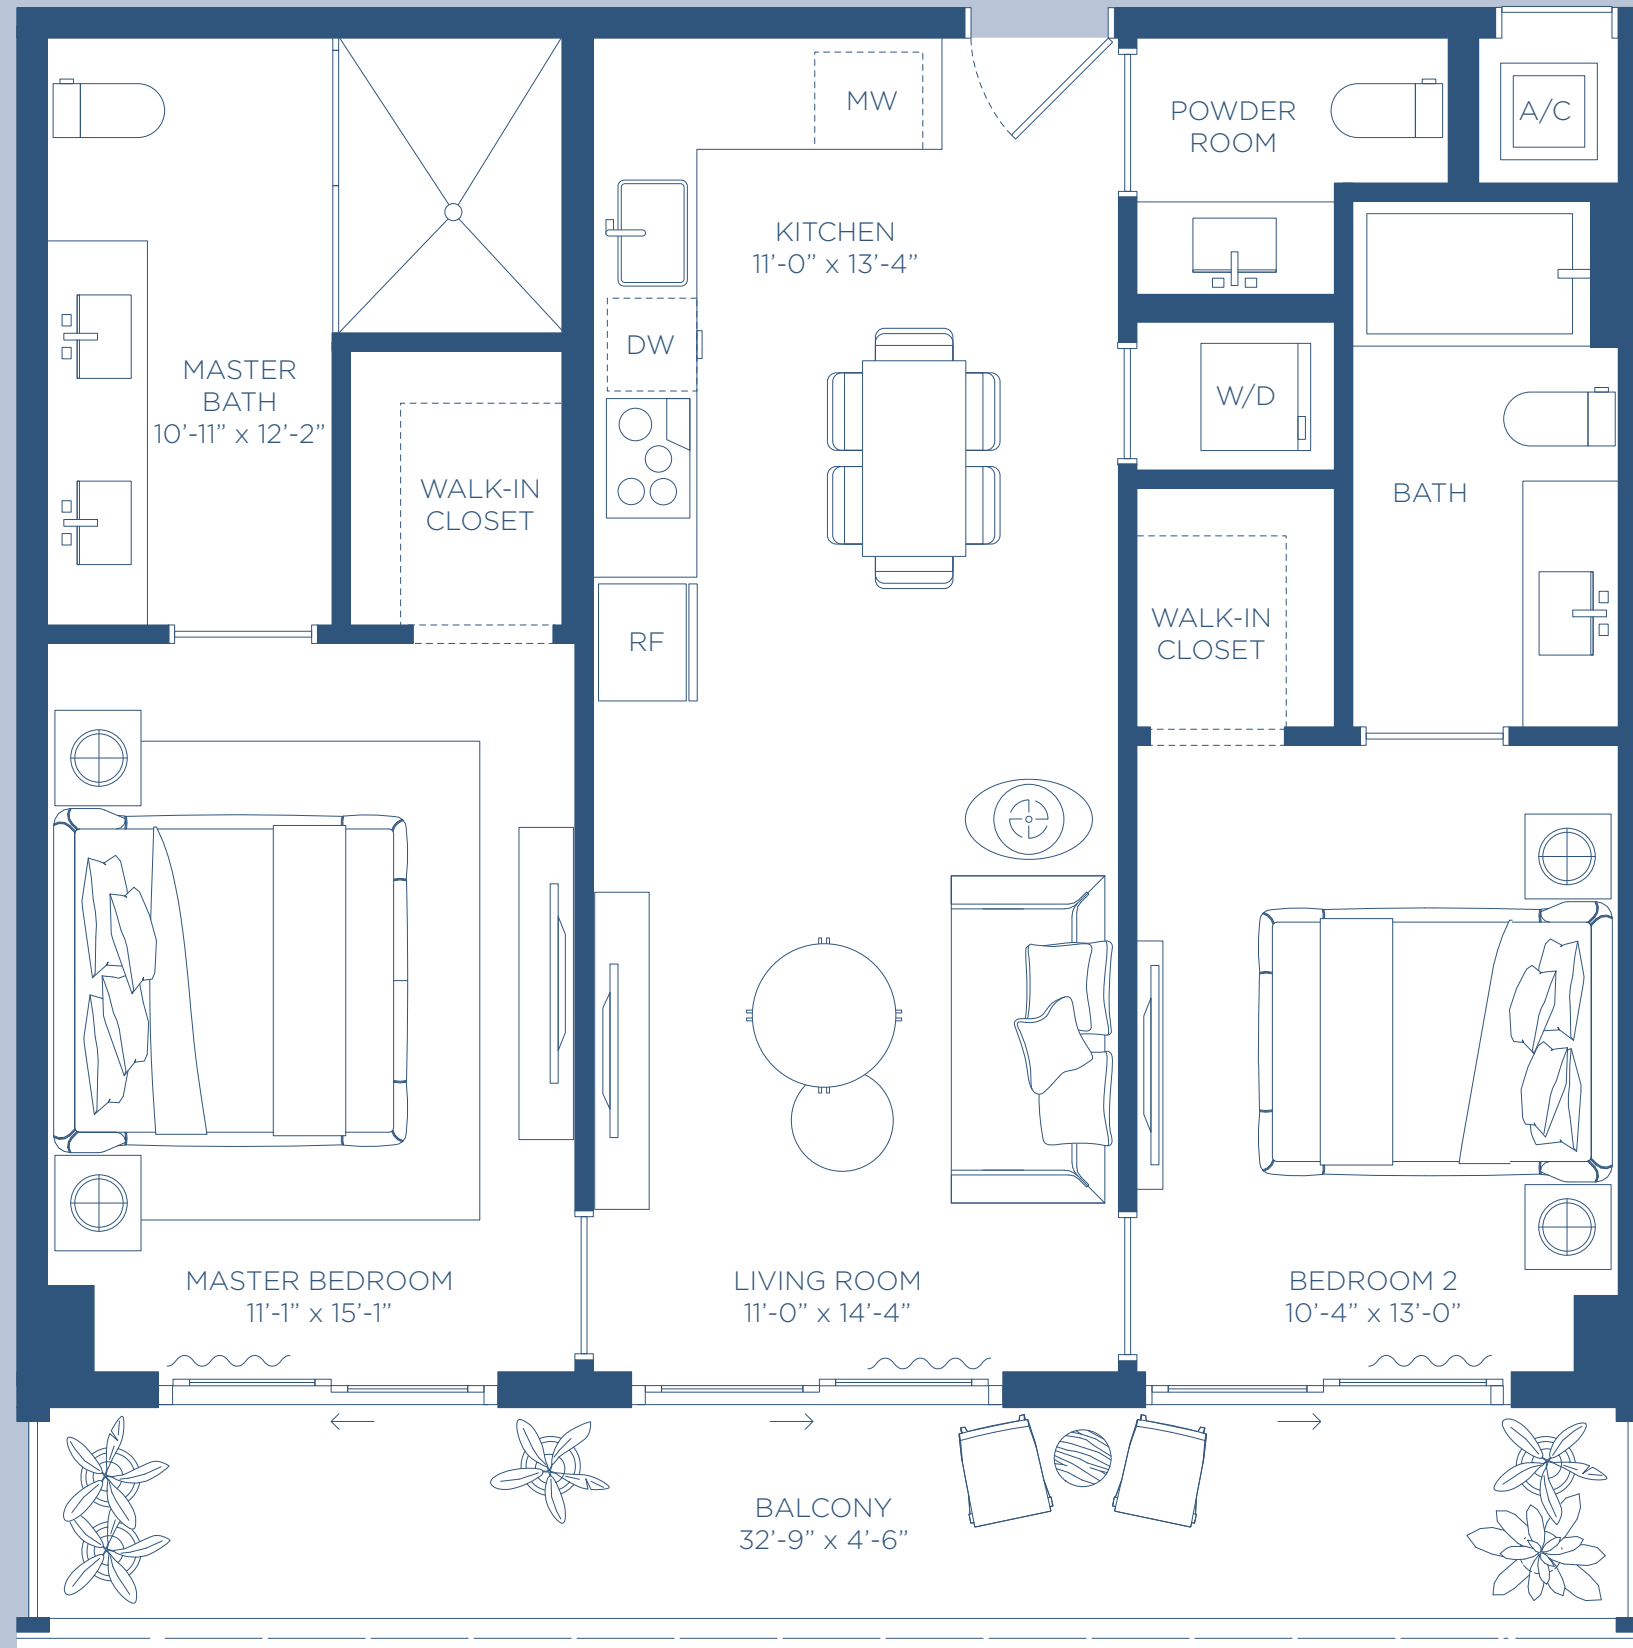 MW
POWDER
ROOM
A/C
KITCHEN
11’-0” x 13’-4”
DW
MASTER
BATH
10’-11” x 12’-2”
W/D
WALK-IN
CLOSET
BATH
WALK-IN
CLOSET
RF
MASTER BEDROOM
11’-1” x 15’-1”
LIVING ROOM
11’-0” x 14’-4”
BEDROOM 2
10’-4” x 13’-0”
BALCONY
32’-9” x 4’-6”